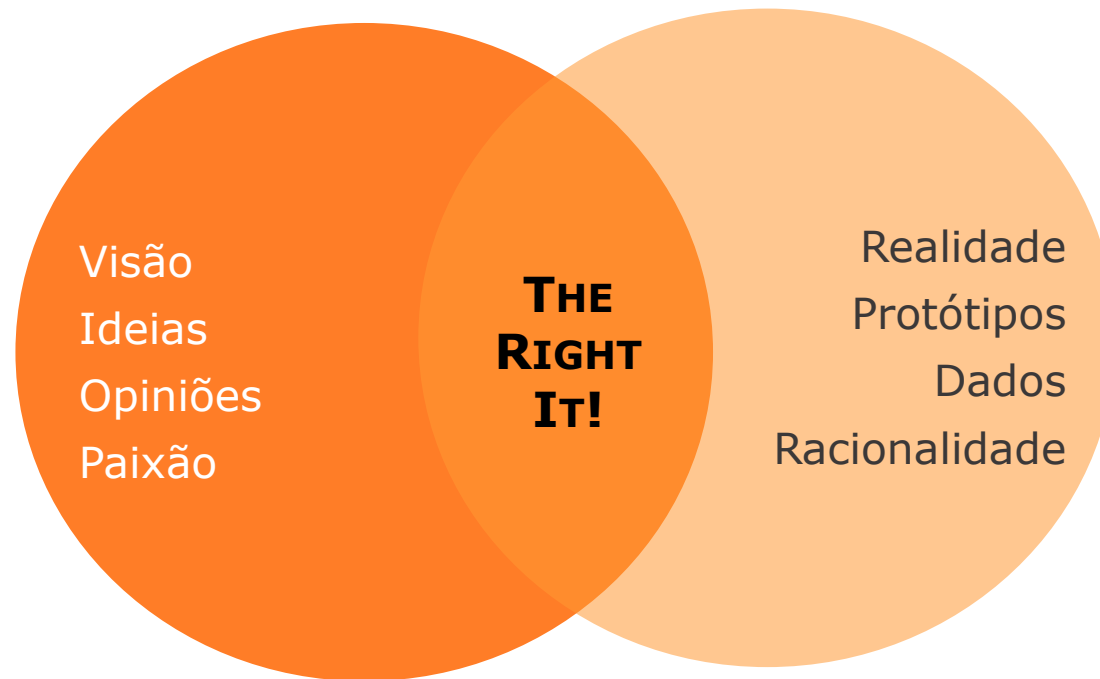 Visão
Ideias
Opiniões
Paixão
THE
RIGHT
IT!
Realidade
Protótipos
Dados
Racionalidade